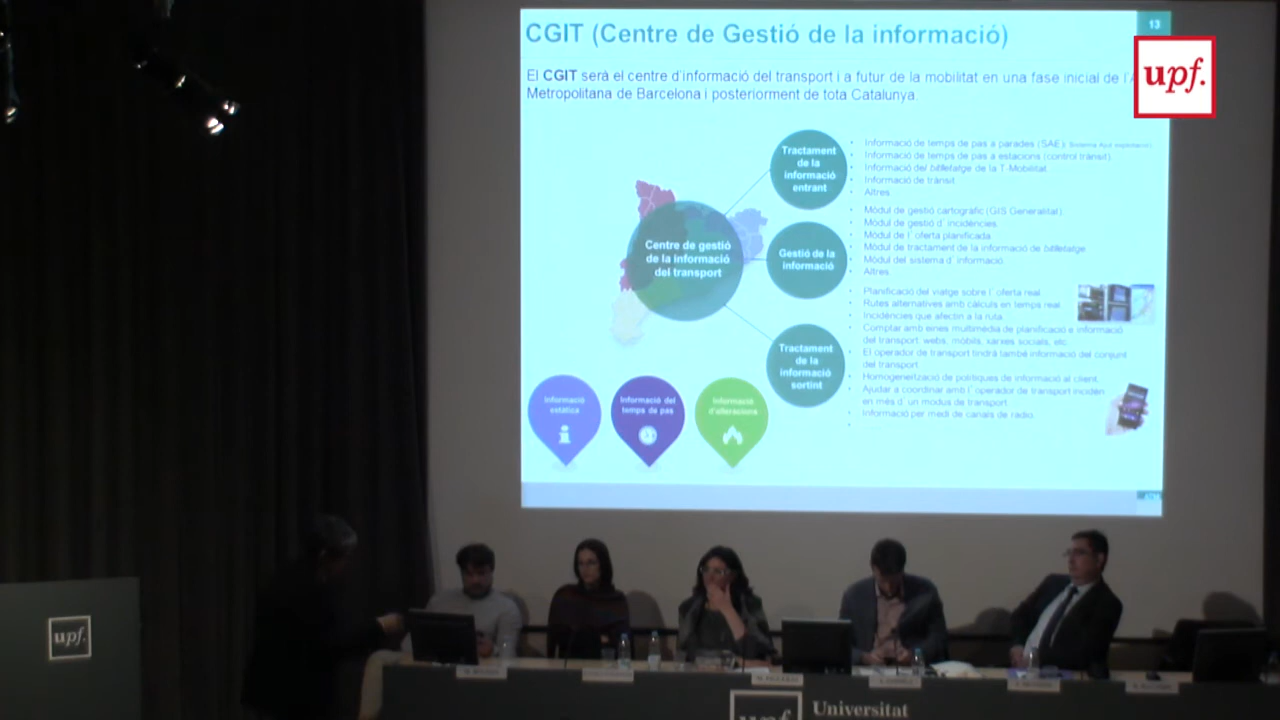 CGIT (Centre de Gestió de la informació)
13
upf.
El CGIT serà el centre d'informació del transport i a futur de la mobilitat en una fase inicial de l'
Metropolitana de Barcelona i posteriorment de tota Catalunya.
Centre de gestió
de la informació
del transport
Tractament
de la
informació
entrant
Informació de temps de pas a parades (SAE):
Informació de temps de pas a estacions (control trànsit)
Informació del bitlletatge de la T-Mobilitat
Informació de trànsit
Altres
Gestió de la
informació
Mòdul de gestió cartogràfic (GIS Generalitat)
Mòdul de gestió d'incidències
Mòdul de l'oferta planificada
Mòdul de tractament de la informació de bitlletatge
Mòdul del sistema d'informació
Altres
Tractament
de la
informació
sortint
Planificació del viatge sobre l'oferta real.
Rutes alternatives amb càlculs en temps real
Incidències que afectin a la ruta.
Comptar amb eines multimèdia de planificació e informació
del transport: webs, mòbils, xarxes socials, etc.
El operador de transport tindrà també informació del conjunt
del transport
Homogeneïtzació de polítiques de informació al client.
Ajudar a coordinar amb l'operador de transport incidèn
en més d'un modus de transport
Informació per medi de canals de radio.
Informació
estàtica
Informació del
temps de pas
Informació
d'alteracions
upf.
upf.
Universitat